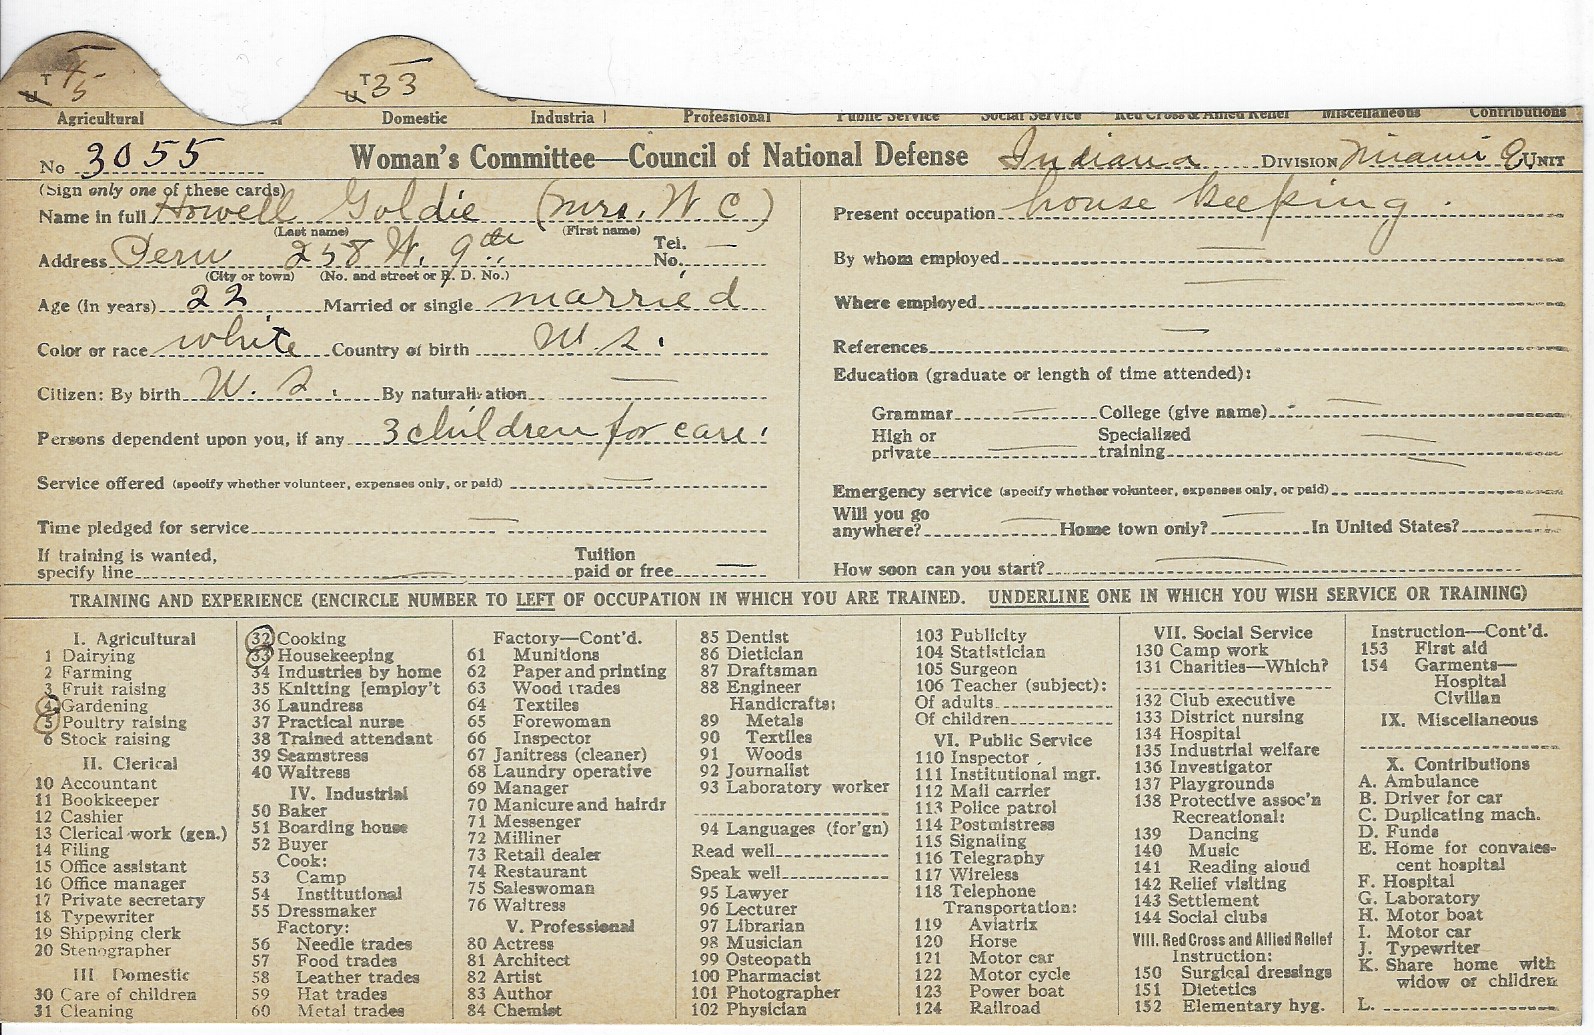 T 4 T 33
U 5 U
Agricultural Domestic Industrial Professional Public Service Social Service Red Cross & Allied Relief Miscellaneous Contributions
No 3055 Woman's Committee—Council of National Defense Indiana DIVISION Miami Co UNIT
(Sign only one of these cards)
Name in full Howell Goldie (Mrs. W C)
(Last name) (First name)
Address Peru 258 W. 9th Tel. No. —
(City or town) (No. and street or R. D. No.)
Age (in years) 22 Married or single married
Color or race white Country of birth U. S.
Citizen: By birth U. S. By naturalization —
Persons dependent upon you, if any 3 children for care.
Service offered (specify whether volunteer, expenses only, or paid) —
Time pledged for service —
If training is wanted, Tuition
specify line — paid or free —
Present occupation house keeping.
By whom employed —
Where employed —
References —
Education (graduate or length of time attended):
Grammar — College (give name) —
High or Specialized
private — training —
Emergency service (specify whether volunteer, expenses only, or paid) —
Will you go
anywhere? — Home town only? — In United States? —
How soon can you start? —
TRAINING AND EXPERIENCE (ENCIRCLE NUMBER TO LEFT OF OCCUPATION IN WHICH YOU ARE TRAINED. UNDERLINE ONE IN WHICH YOU WISH SERVICE OR TRAINING)
I. Agricultural
1 Dairying
2 Farming
3 Fruit raising
4 Gardening
5 Poultry raising
6 Stock raising
II. Clerical
10 Accountant
11 Bookkeeper
12 Cashier
13 Clerical work (gen.)
14 Filing
15 Office assistant
16 Office manager
17 Private secretary
18 Typewriter
19 Shipping clerk
20 Stenographer
III Domestic
30 Care of children
31 Cleaning
32 Cooking
33 Housekeeping
34 Industries by home
35 Knitting [employ't
36 Laundress
37 Practical nurse
38 Trained attendant
39 Seamstress
40 Waitress
IV. Industrial
50 Baker
51 Boarding house
52 Buyer
Cook:
53 Camp
54 Institutional
55 Dressmaker
Factory:
56 Needle trades
57 Food trades
58 Leather trades
59 Hat trades
60 Metal trades
Factory—Cont'd.
61 Munitions
62 Paper and printing
63 Wood trades
64 Textiles
65 Forewoman
66 Inspector
67 Janitress (cleaner)
68 Laundry operative
69 Manager
70 Manicure and hairdr
71 Messenger
72 Milliner
73 Retail dealer
74 Restaurant
75 Saleswoman
76 Waitress
V. Professional
80 Actress
81 Architect
82 Artist
83 Author
84 Chemist
85 Dentist
86 Dietician
87 Draftsman
88 Engineer
Handicrafts:
89 Metals
90 Textiles
91 Woods
92 Journalist
93 Laboratory worker
94 Languages (for'gn)
Read well
Speak well
95 Lawyer
96 Lecturer
97 Librarian
98 Musician
99 Osteopath
100 Pharmacist
101 Photographer
102 Physician
103 Publicity
104 Statistician
105 Surgeon
106 Teacher (subject):
Of adults
Of children
VI. Public Service
110 Inspector
111 Institutional mgr.
112 Mail carrier
113 Police patrol
114 Postmistress
115 Signaling
116 Telegraphy
117 Wireless
118 Telephone
Transportation:
119 Aviatrix
120 Horse
121 Motor car
122 Motor cycle
123 Power boat
124 Railroad
VII. Social Service
130 Camp work
131 Charities—Which?
132 Club executive
133 District nursing
134 Hospital
135 Industrial welfare
136 Investigator
137 Playgrounds
138 Protective assoc'n
Recreational:
139 Dancing
140 Music
141 Reading aloud
142 Relief visiting
143 Settlement
144 Social clubs
VIII. Red Cross and Allied Relief
Instruction:
150 Surgical dressings
151 Dietetics
152 Elementary hyg.
Instruction—Cont'd.
153 First aid
154 Garments—
Hospital
Civilian
IX. Miscellaneous
X. Contributions
A. Ambulance
B. Driver for car
C. Duplicating mach.
D. Funds
E. Home for convales-
cent hospital
F. Hospital
G. Laboratory
H. Motor boat
I. Motor car
J. Typewriter
K. Share home with
widow or children
L.